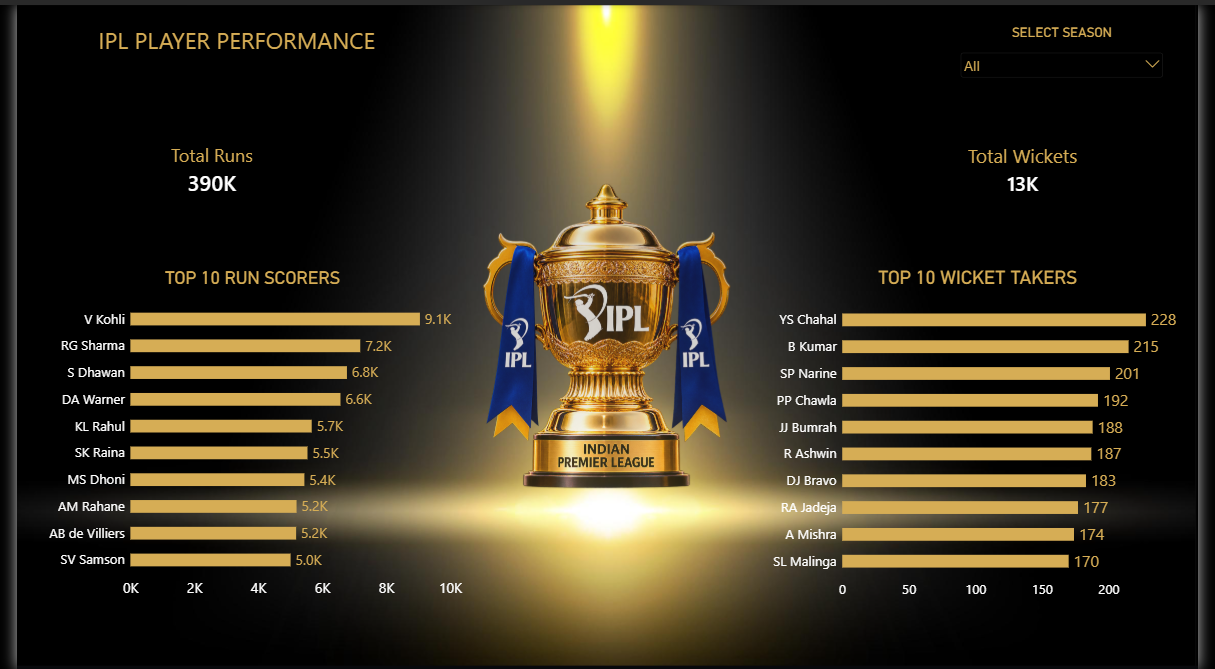 IPL PLAYER PERFORMANCE
SELECT SEASON
All
Total Runs
390K
Total Wickets
13K
TOP 10 RUN SCORERS
V Kohli 9.1K
RG Sharma 7.2K
S Dhawan 6.8K
DA Warner 6.6K
KL Rahul 5.7K
SK Raina 5.5K
MS Dhoni 5.4K
AM Rahane 5.2K
AB de Villiers 5.2K
SV Samson 5.0K
0K 2K 4K 6K 8K 10K
IPL
IPL
IPL
INDIAN
PREMIER LEAGUE
TOP 10 WICKET TAKERS
YS Chahal 228
B Kumar 215
SP Narine 201
PP Chawla 192
JJ Bumrah 188
R Ashwin 187
DJ Bravo 183
RA Jadeja 177
A Mishra 174
SL Malinga 170
0 50 100 150 200